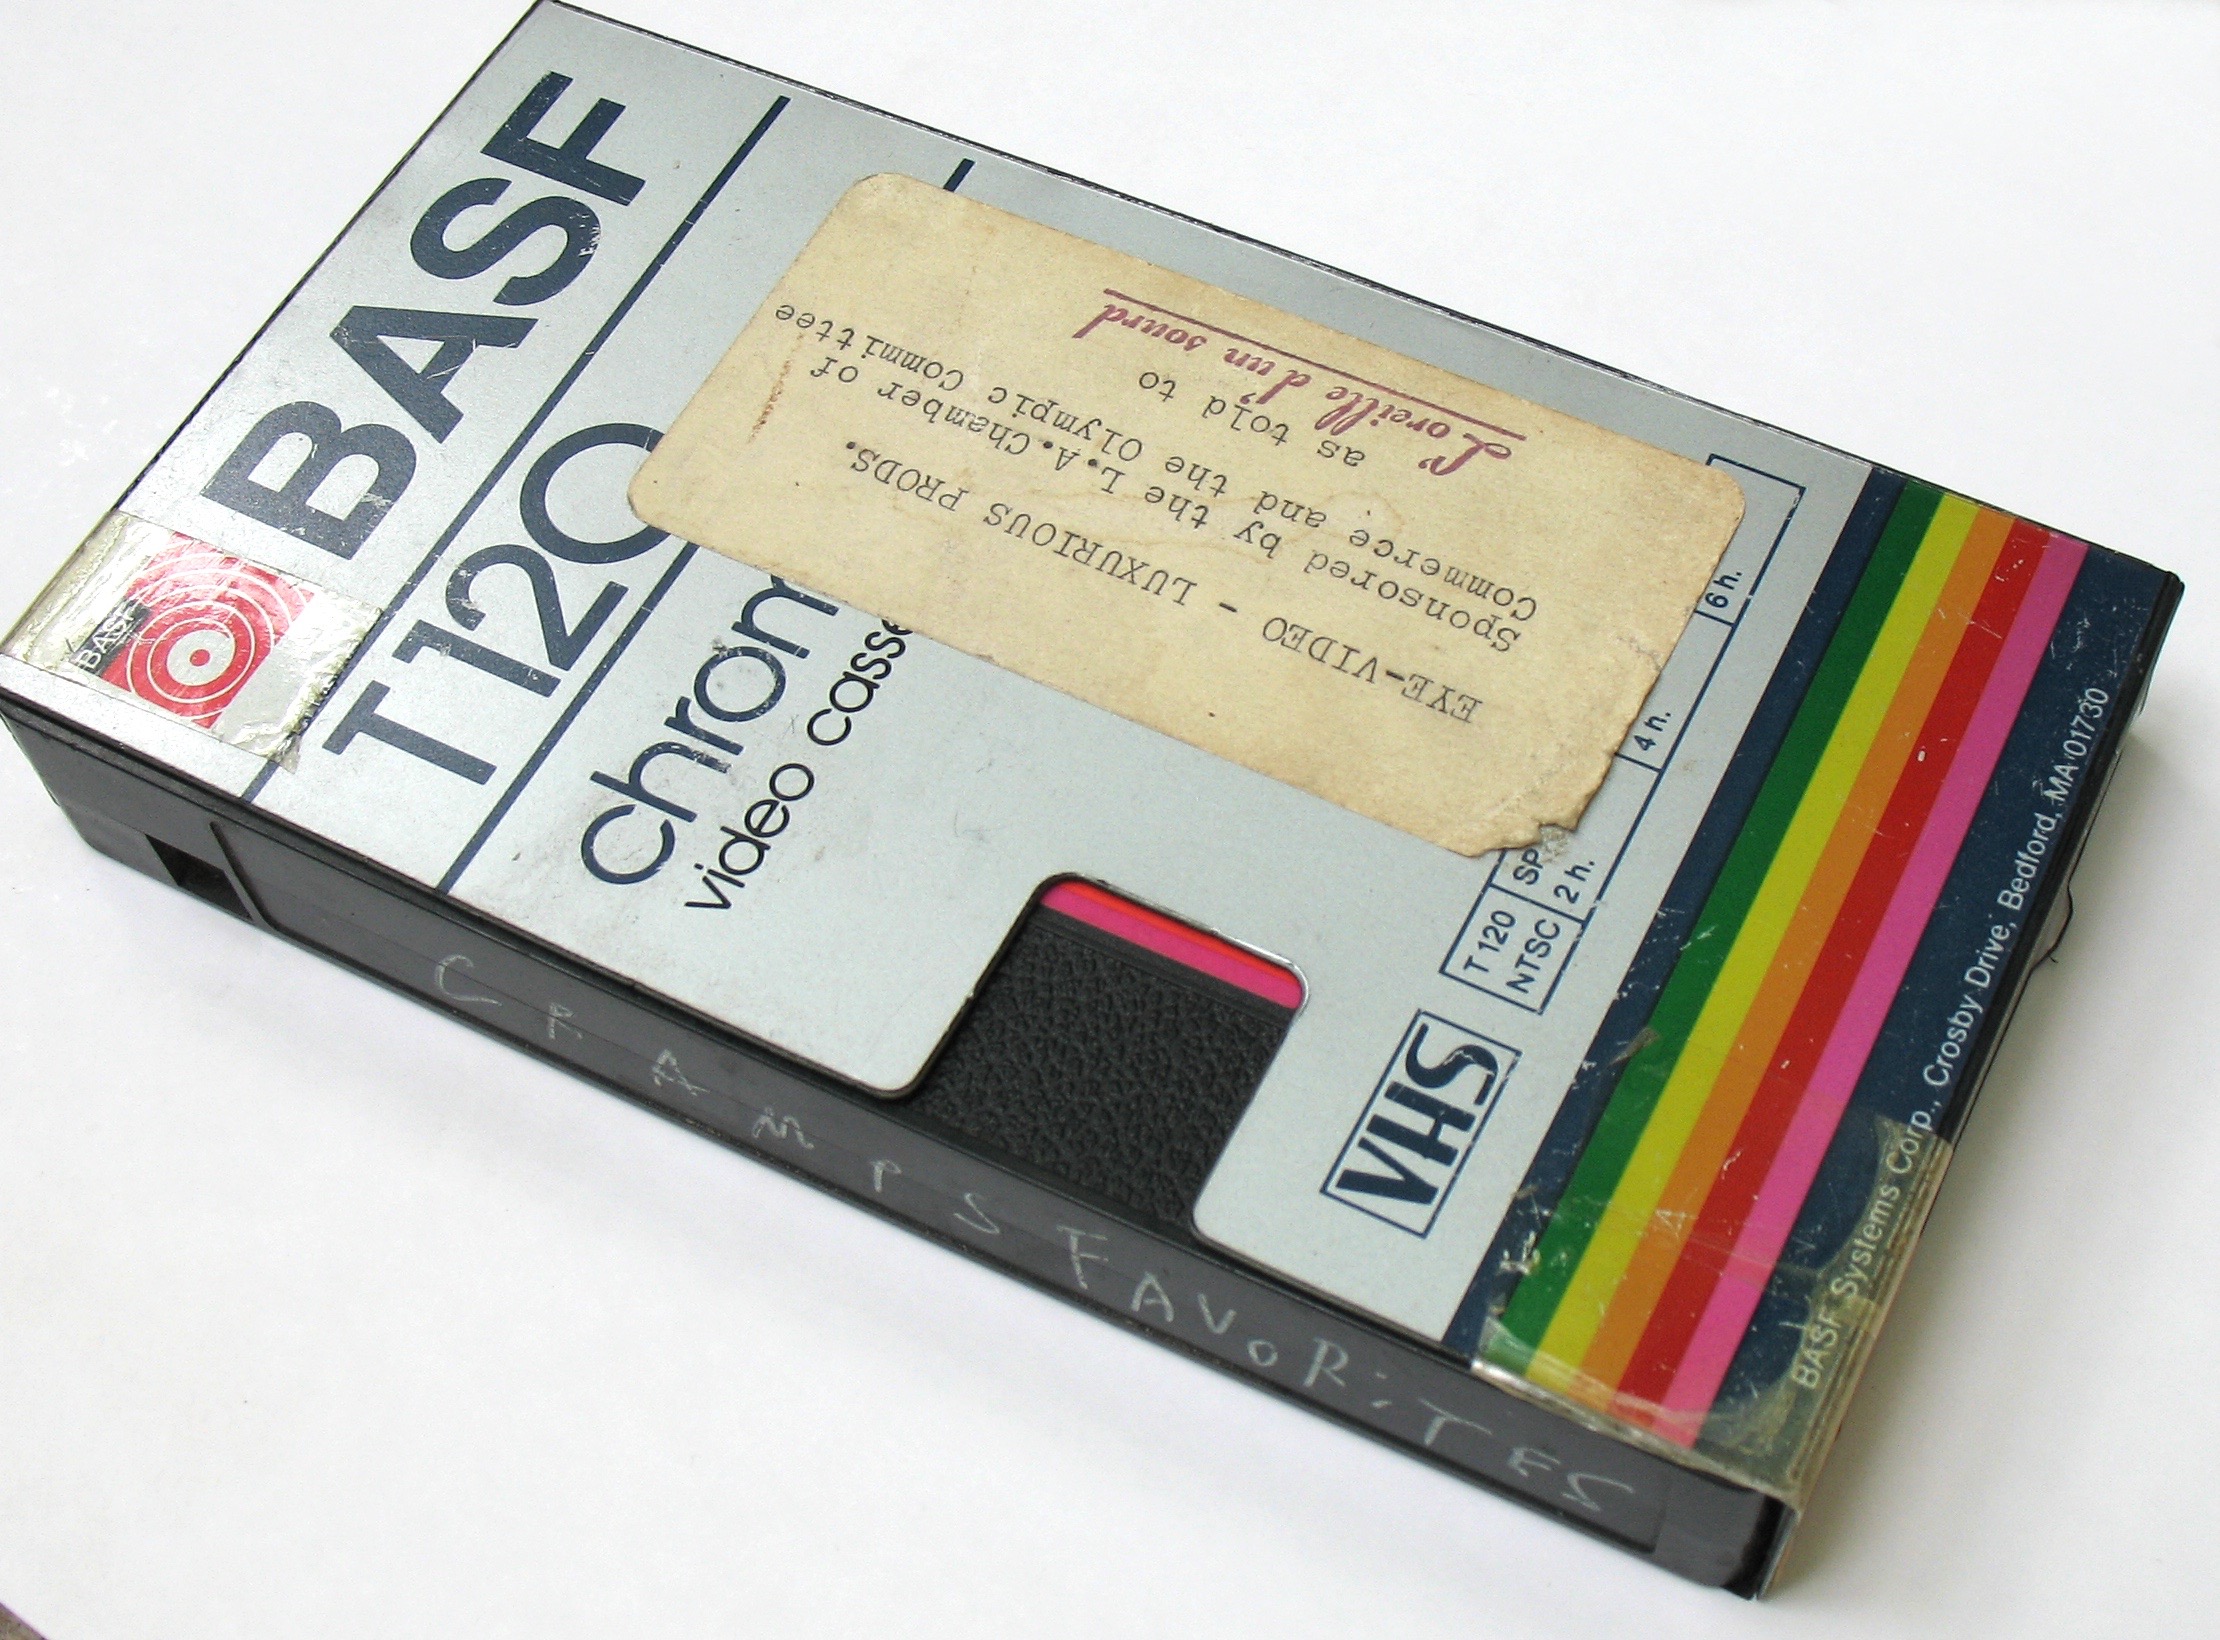 BASF
BASF
T120
chrom
video casse
EYE-VIDEO - LUXURIOUS PRODS.
Sponsored by the L.A.Chamber of
Commerce and the Olympic Committee
as told to
L'oreille d'un sourd
T 120 SP
NTSC 2 h. 4 h. 6 h.
VHS
BASF Systems Corp., Crosby Drive, Bedford, MA 01730
CRAMPS FAVORITES